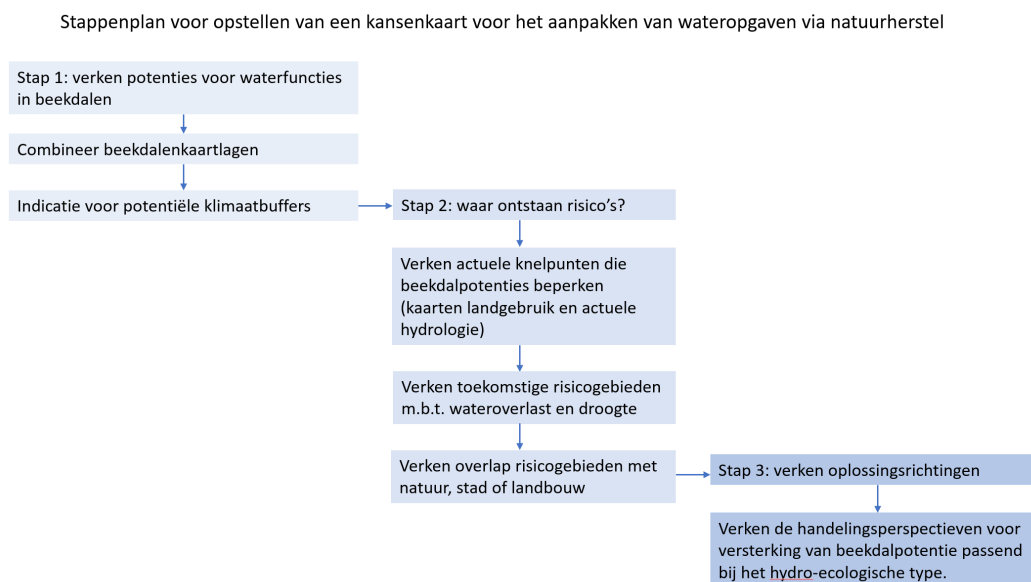 Stappenplan voor opstellen van een kansenkaart voor het aanpakken van wateropgaven via natuurherstel
Stap 1: verken potenties voor waterfuncties
in beekdalen
Combineer beekdalenkaartlagen
Indicatie voor potentiële klimaatbuffers
Stap 2: waar ontstaan risico's?
Verken actuele knelpunten die
beekdalpotenties beperken
(kaarten landgebruik en actuele
hydrologie)
Verken toekomstige risicogebieden
m.b.t. wateroverlast en droogte
Verken overlap risicogebieden met
natuur, stad of landbouw
Stap 3: verken oplossingsrichtingen
Verken de handelingsperspectieven voor
versterking van beekdalpotentie passend
bij het hydro-ecologische type.